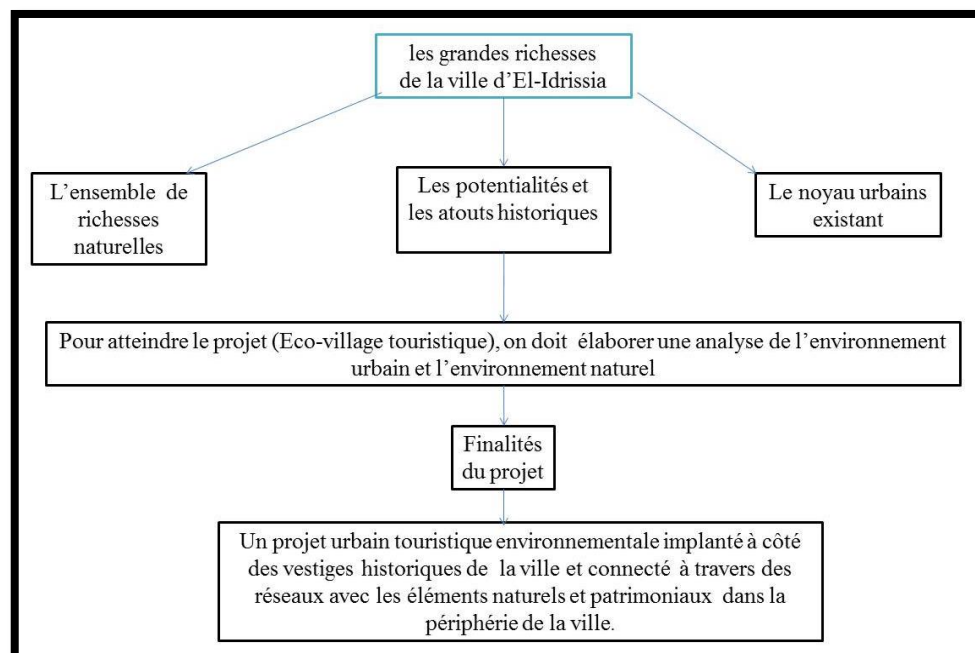 les grandes richesses
de la ville d’El-Idrissia
L’ensemble de
richesses
naturelles
Les potentialités et
les atouts historiques
Le noyau urbains
existant
Pour atteindre le projet (Eco-village touristique), on doit élaborer une analyse de l’environnement
urbain et l’environnement naturel
Finalités
du projet
Un projet urbain touristique environnementale implanté à côté
des vestiges historiques de la ville et connecté à travers des
réseaux avec les éléments naturels et patrimoniaux dans la
périphérie de la ville.